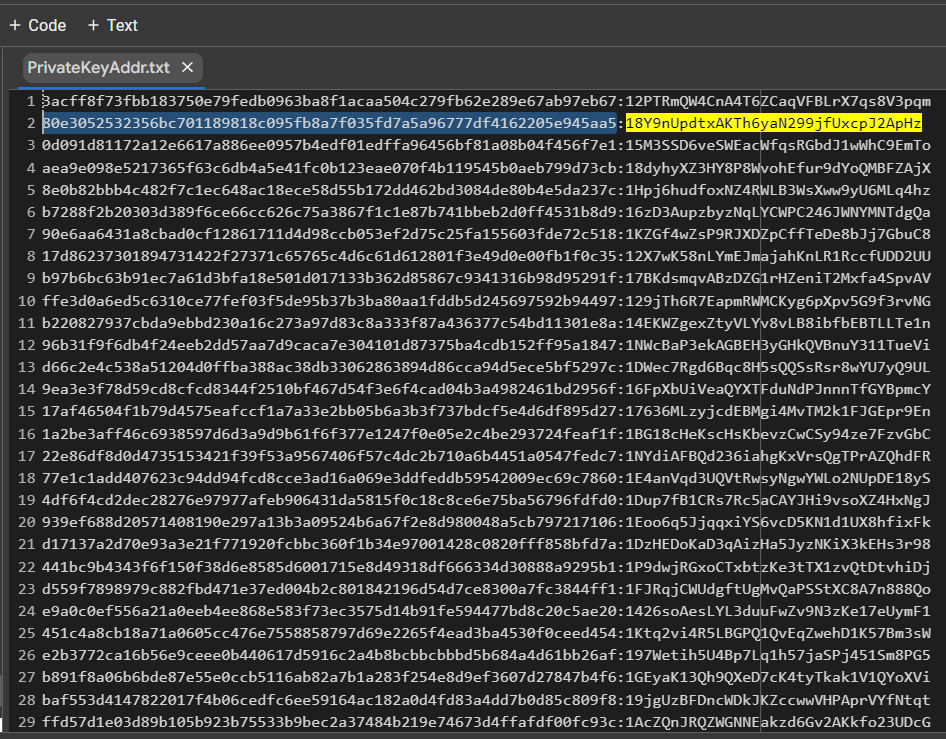 + Code + Text
PrivateKeyAddr.txt ×
1 3acff8f73fbb183750e79fedb0963ba8f1acaa504c279fb62e289e67ab97eb67:12PTRmQW4CnA4T6ZCaqVFBLrX7qs8V3pqm
2 80e3052532356bc701189818c095fb8a7f035fd7a5a96777df4162205e945aa5:18Y9nUpdtxAKTh6yaN299jfUxcpJ2ApHz
3 0d091d81172a12e6617a886ee0957b4edf01edffa96456bf81a08b04f456f7e1:15M3SSD6veSWEacWfqsRGbdJ1wWhC9EmTo
4 aea9e098e5217365f63c6db4a5e41fc0b123eae070f4b119545b0aeb799d73cb:18dyhyXZ3HY8P8WvohEfur9dYoQMBFZAjX
5 8e0b82bbb4c482f7c1ec648ac18ece58d55b172dd462bd3084de80b4e5da237c:1Hpj6hudfoxNZ4RWLB3WsXww9yU6MLq4hz
6 b7288f2b20303d389f6ce66cc626c75a3867f1c1e87b741bbeb2d0ff4531b8d9:16zD3AupzbyzNqLYCWPC246JWNYMNTdgQa
7 90e6aa6431a8cbad0cf12861711d4d98ccb053ef2d75c25fa155603fde72c518:1KZGf4wZsP9RJXDZpCffTeDe8bJj7GbuC8
8 17d86237301894731422f27371c65765c4d6c61d612801f3e49d0e00fb1f0c35:12X7wK58nLYmEJmajahKnLR1RccfUDD2UU
9 b97b6bc63b91ec7a61d3bfa18e501d017133b362d85867c9341316b98d95291f:17BKdsmqvABzDZG1rHZeniT2Mxfa4SpvAV
10 ffe3d0a6ed5c6310ce77fef03f5de95b37b3ba80aa1fddb5d245697592b94497:129jTh6R7EapmRWMCKyg6pXpv5G9f3rvNG
11 b220827937cbda9ebbd230a16c273a97d83c8a333f87a436377c54bd11301e8a:14EKWZgexZtyVLYv8vLB8ibfbEBTLLTe1n
12 96b31f9f6db4f24eeb2dd57aa7d9caca7e304101d87375ba4cdb152ff95a1847:1NWcBaP3ekAGBEH3yGHkQVBnuY311TueVi
13 d66c2e4c538a51204d0ffba388ac38db33062863894d86cca94d5ece5bf5297c:1DWec7Rgd6Bqc8H5sQQSsRsr8wYU7yQ9UL
14 9ea3e3f78d59cd8cfcd8344f2510bf467d54f3e6f4cad04b3a4982461bd2956f:16FpXbUiVeaQYXTFduNdPJnnnTfGYBpmcY
15 17af46504f1b79d4575eafccf1a7a33e2bb05b6a3b3f737bdcf5e4d6df895d27:17636MLzyjcdEBMgi4MvTM2k1FJGEpr9En
16 1a2be3aff46c6938597d6d3a9d9b61f6f377e1247f0e05e2c4be293724feaf1f:1BG18cHeKscHsKbevzCwCSy94ze7FzvGbC
17 22e86df8d0d4735153421f39f53a9567406f57c4dc2b710a6b4451a0547fedc7:1NYdiAFBQd236iahgKxVrsQgTPrAZQhdFR
18 77e1c1add407623c94dd94fcd8cce3ad16a069e3ddfeddb59542009ec69c7860:1E4anVqd3UQVtRwsyNgwYWLo2NUpDE18yS
19 4df6f4cd2dec28276e97977afeb906431da5815f0c18c8ce6e75ba56796fdfd0:1Dup7fB1CRs7Rc5aCAYJHi9vsoXZ4HxNgJ
20 939ef688d20571408190e297a13b3a09524b6a67f2e8d980048a5cb797217106:1Eoo6q5JjqqxiYS6vcD5KN1d1UX8hfixFk
21 d17137a2d70e93a3e21f771920fcbbc360f1b34e97001428c0820fff858bfd7a:1DzHEDoKaD3qAizHa5JyzNKiX3kEHs3r98
22 441bc9b4343f6f150f38d6e8585d6001715e8d49318df666334d30888a9295b1:1P9dwjRGxoCTxbtzKe3tTX1zvQtDtvhiDj
23 d559f7898979c882fbd471e37ed004b2c801842196d54d7ce8300a7fc3844ff1:1FJRqjCWUdgftUgMvQaPSStXC8A7n888Qo
24 e9a0c0ef556a21a0eeb4ee868e583f73ec3575d14b91fe594477bd8c20c5ae20:1426soAesLYL3duuFwZv9N3zKe17eUymF1
25 451c4a8cb18a71a0605cc476e7558858797d69e2265f4ead3ba4530f0ceed454:1Ktq2vi4R5LBGPQ1QvEqZwehD1K57Bm3sW
26 e2b3772ca16b56e9ceee0b440617d5916c2a4b8bcbbcbbbd5b684a4d61bb26af:197Wetih5U4Bp7Lq1h57jaSPj451Sm8PG5
27 b891f8a06b6bde87e55e0ccb5116ab82a7b1a283f254e8d9ef3607d27847b4f6:1GEyaK13Qh9QXeD7cK4tyTkak1V1QYoXVi
28 baf553d4147822017f4b06cedfc6ee59164ac182a0d4fd83a4dd7b0d85c809f8:19jgUzBFDncWDkJKZccwwVHPAprVYfNtqt
29 ffd57d1e03d89b105b923b75533b9bec2a37484b219e74673d4ffafdf00fc93c:1AcZQnJRQZWGNNEakzd6Gv2AKkfo23UDcG